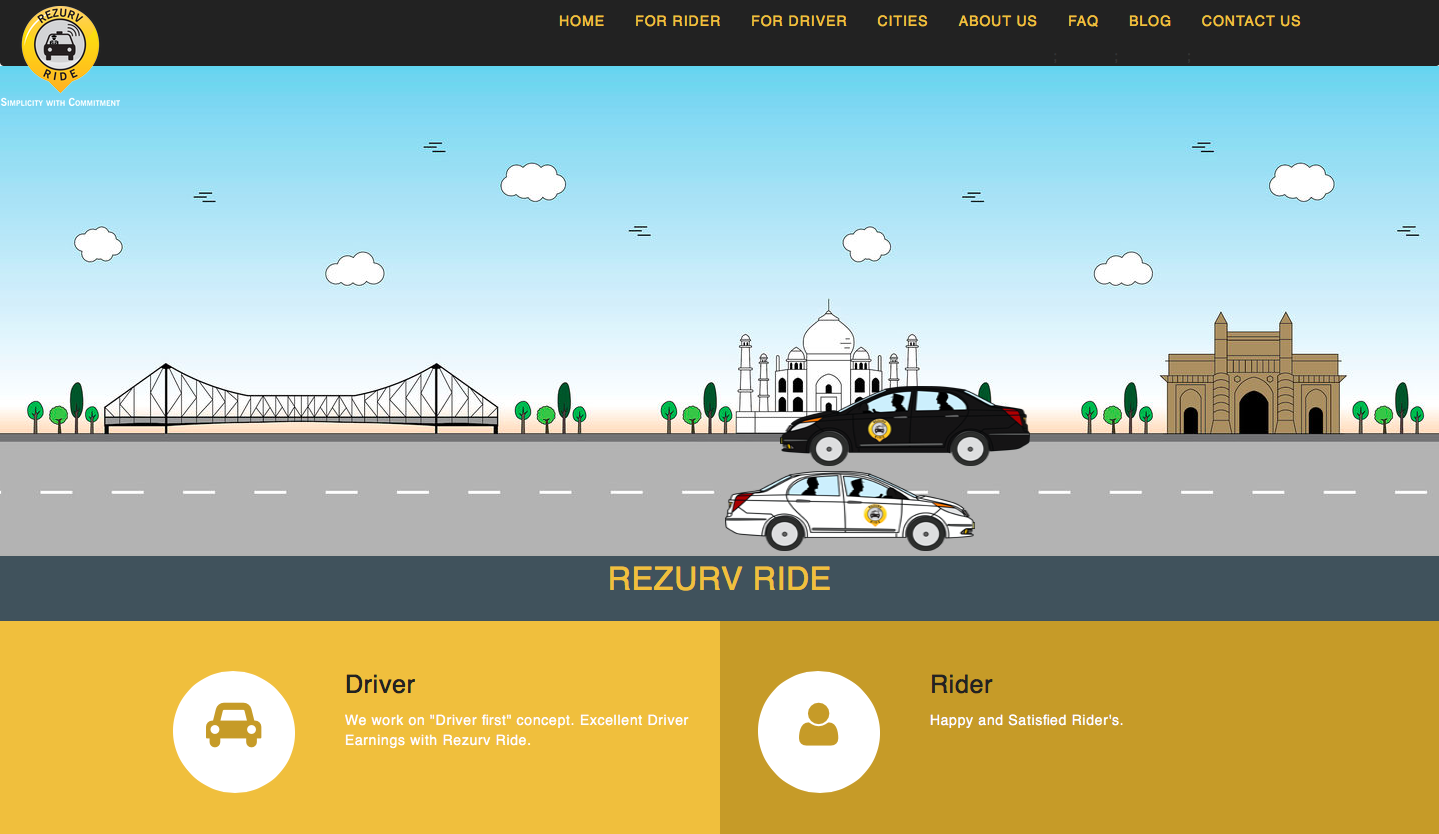 REZURV
RIDE
Simplicity with Commitment
HOME FOR RIDER FOR DRIVER CITIES ABOUT US FAQ BLOG CONTACT US
REZURV RIDE
Driver
We work on "Driver first" concept. Excellent Driver
Earnings with Rezurv Ride.
Rider
Happy and Satisfied Rider's.